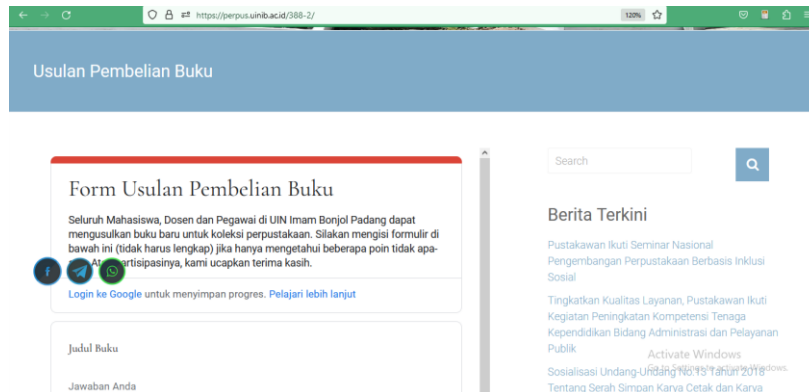 https://perpus.uinib.ac.id/388-2/
120%
Usulan Pembelian Buku
Form Usulan Pembelian Buku
Seluruh Mahasiswa, Dosen dan Pegawai di UIN Imam Bonjol Padang dapat
mengusulkan buku baru untuk koleksi perpustakaan. Silakan mengisi formulir di
bawah ini (tidak harus lengkap) jika hanya mengetahui beberapa poin tidak apa-
At artisipasinya, kami ucapkan terima kasih.
Login ke Google untuk menyimpan progres. Pelajari lebih lanjut
Judul Buku
Jawaban Anda
Search
Berita Terkini
Pustakawan Ikuti Seminar Nasional
Pengembangan Perpustakaan Berbasis Inklusi
Sosial
Tingkatkan Kualitas Layanan, Pustakawan Ikuti
Kegiatan Peningkatan Kompetensi Tenaga
Kependidikan Bidang Administrasi dan Pelayanan
Publik
Activate Windows
Sosialisasi Undang-Undang No.13 Tahun 2018
Tentang Serah Simpan Karya Cetak dan Karya